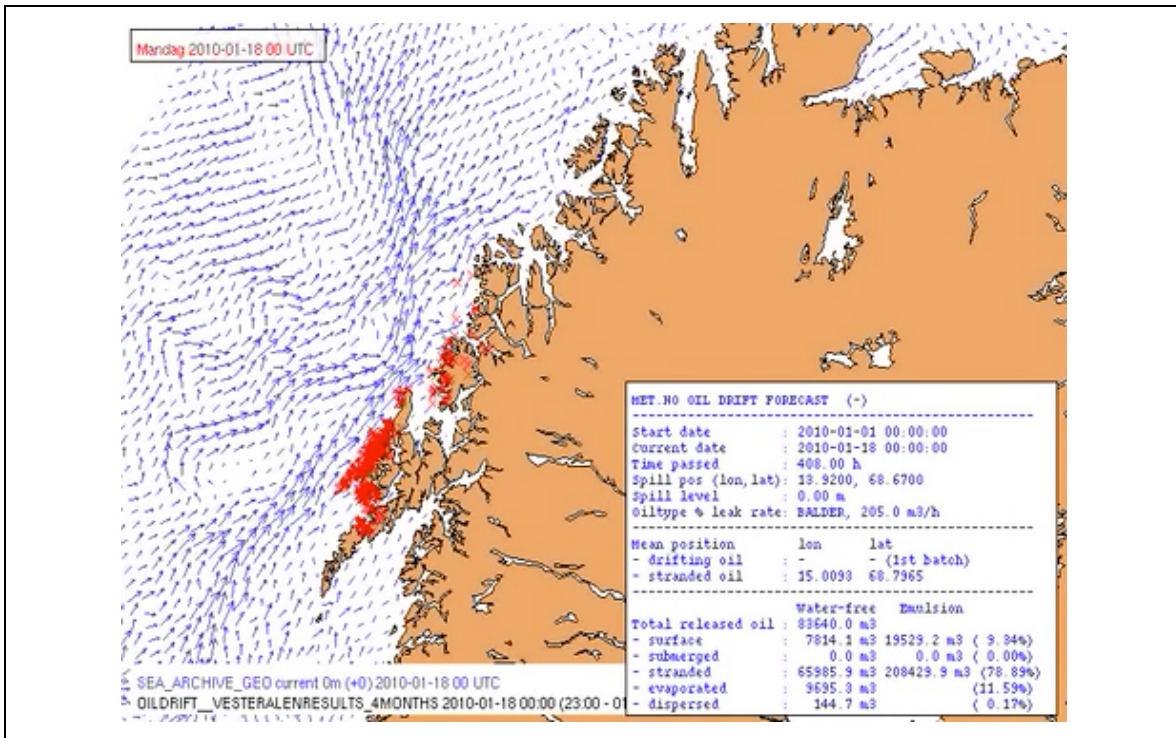 Mandag 2010-01-18 00 UTC
MET.NO OIL DRIFT FORECAST (-)
Start date : 2010-01-01 00:00:00
Current date : 2010-01-18 00:00:00
Time passed : 408.00 h
Spill pos (lon,lat): 13.9200, 68.6700
Spill level : 0.00 m
Oiltype % leak rate: BALDER, 205.0 m3/h
Mean position lon lat
- drifting oil : - - (1st batch)
- stranded oil : 15.0093 68.7965
Water-free Emulsion
Total released oil : 83640.0 m3
- surface : 7814.1 m3 19529.2 m3 ( 9.34%)
- submerged : 0.0 m3 0.0 m3 ( 0.00%)
- stranded : 65985.9 m3 208429.9 m3 (78.89%)
- evaporated : 9695.3 m3 (11.59%)
- dispersed : 144.7 m3 ( 0.17%)
SEA_ARCHIVE_GEO current 0m (+0) 2010-01-18 00 UTC
OILDRIFT__VESTERALENRESULTS_4MONTHS 2010-01-18 00:00 (23:00 - 01